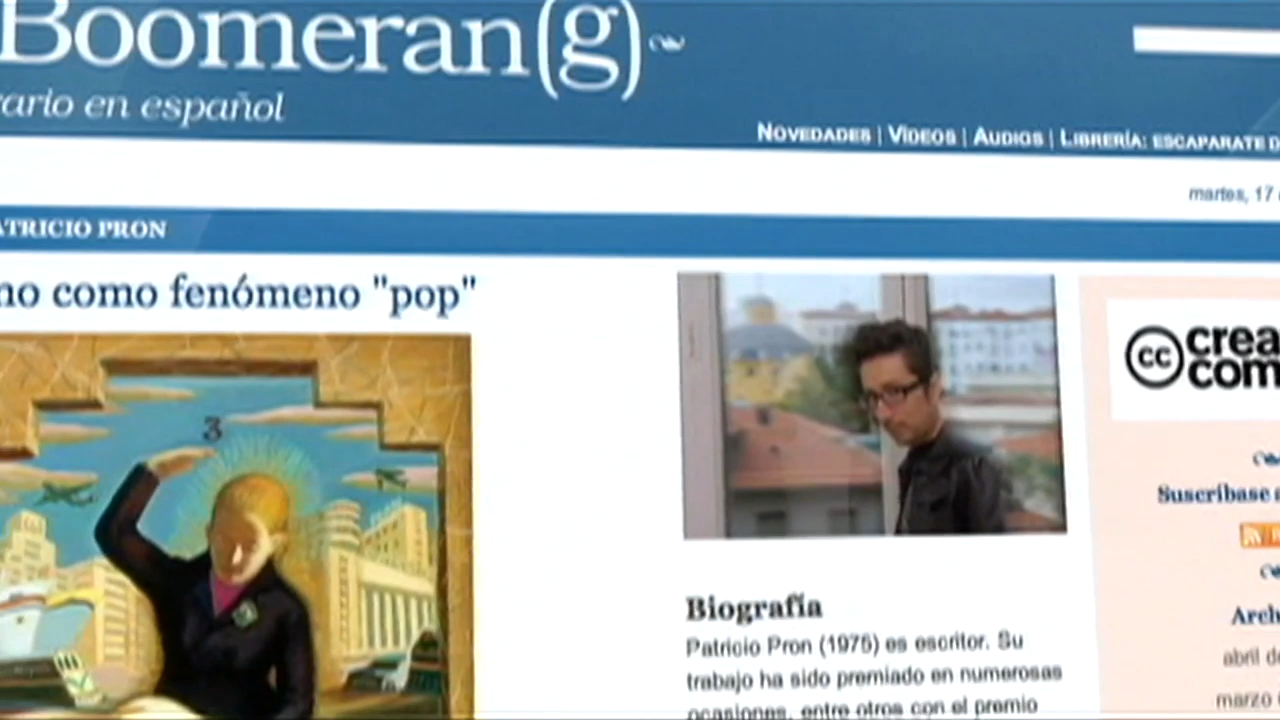 Boomeran(g)
ario en español
NOVEDADES | VÍDEOS | AUDIOS | LIBRERÍA: ESCAPARATE D
martes, 17
ATRICIO PRON
no como fenómeno "pop"
3
cc crea
com
Suscríbase a
Biografía
Patricio Pron (1975) es escritor. Su
trabajo ha sido premiado en numerosas
ocasiones, entre otros con el premio
Arch
abril de
marzo